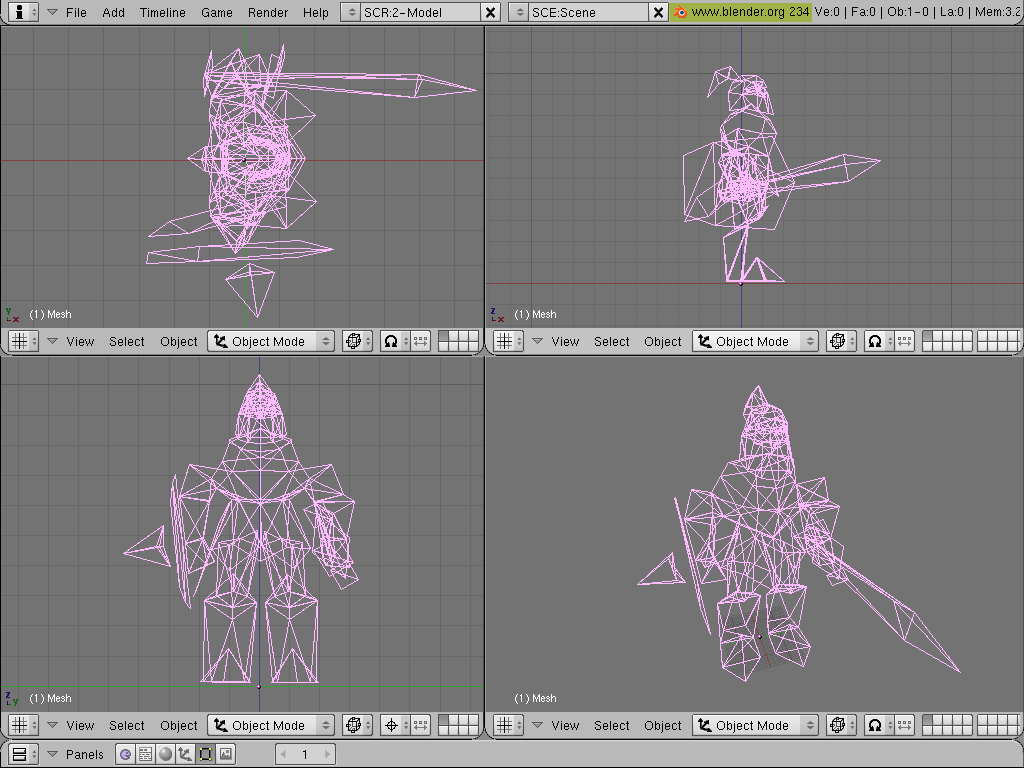 File Add Timeline Game Render Help SCR:2-Model SCE:Scene www.blender.org 234 Ve:0 | Fa:0 | Ob:1-0 | La:0 | Mem:3.2
y x (1) Mesh
z x (1) Mesh
View Select Object Object Mode
View Select Object Object Mode
z y (1) Mesh
(1) Mesh
View Select Object Object Mode
View Select Object Object Mode
Panels 1